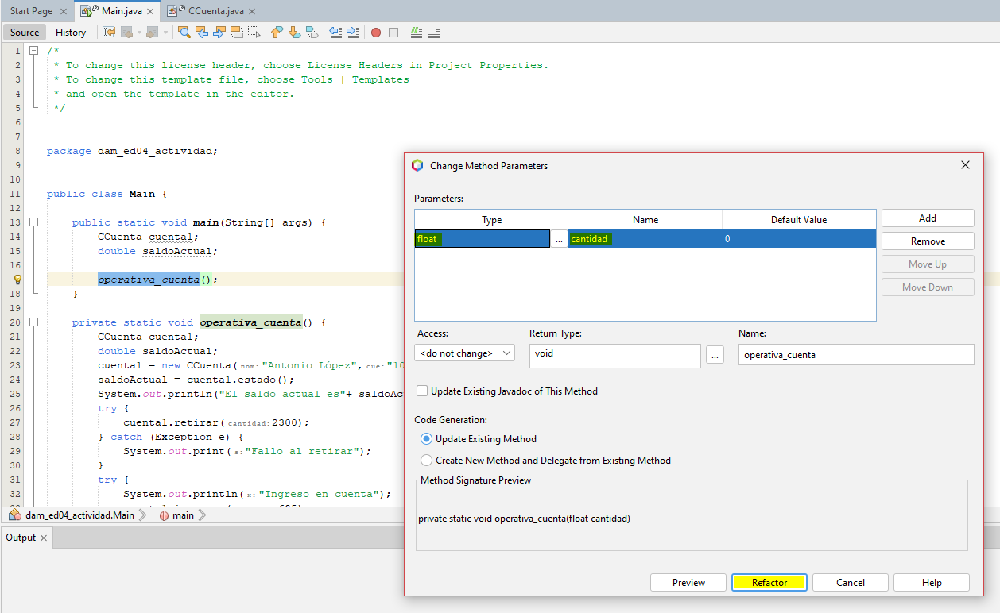 Start Page
Main.java
CCuenta.java
Source History
1 /*
2 * To change this license header, choose License Headers in Project Properties.
3 * To change this template file, choose Tools | Templates
4 * and open the template in the editor.
5 */
6
7
8 package dam_ed04_actividad;
9
10
11 public class Main {
12
13 public static void main(String[] args) {
14 CCuenta cuenta1;
15 double saldoActual;
16
operativa_cuenta();
18 }
19
20 private static void operativa_cuenta() {
21 CCuenta cuenta1;
22 double saldoActual;
23 cuenta1 = new CCuenta( nom: "Antonio López", cue: "10
24 saldoActual = cuenta1.estado();
25 System.out.println("El saldo actual es"+ saldoAc
26 try {
27 cuenta1.retirar( cantidad: 2300);
28 } catch (Exception e) {
29 System.out.print( s: "Fallo al retirar");
30 }
31 try {
32 System.out.println( x: "Ingreso en cuenta");
dam_ed04_actividad.Main
main
Output
Change Method Parameters
Parameters:
Type Name Default Value
float ... cantidad 0
Add
Remove
Move Up
Move Down
Access: Return Type: Name:
<do not change> void ... operativa_cuenta
Update Existing Javadoc of This Method
Code Generation:
Update Existing Method
Create New Method and Delegate from Existing Method
Method Signature Preview
private static void operativa_cuenta(float cantidad)
Preview Refactor Cancel Help